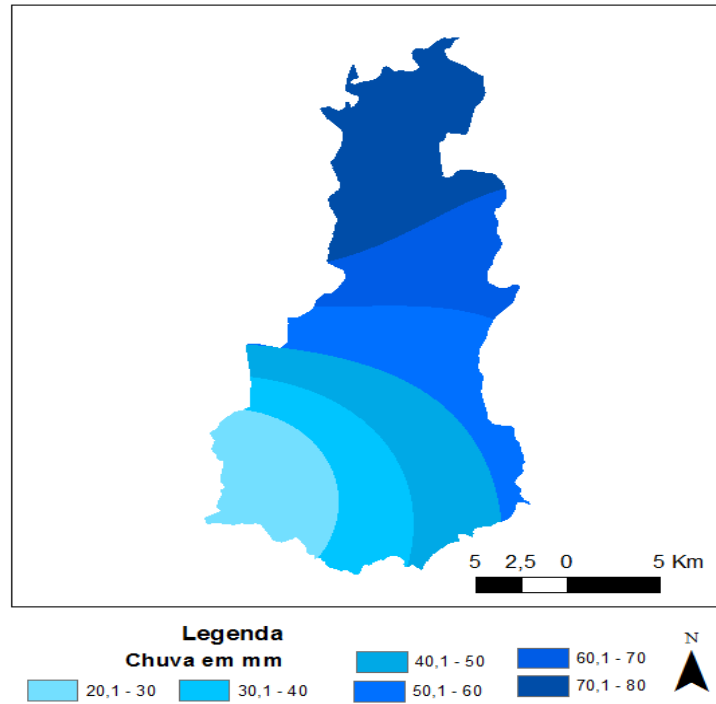 5 2,5 0 5 Km
Legenda
Chuva em mm
20,1 - 30
30,1 - 40
40,1 - 50
50,1 - 60
60,1 - 70
70,1 - 80
N